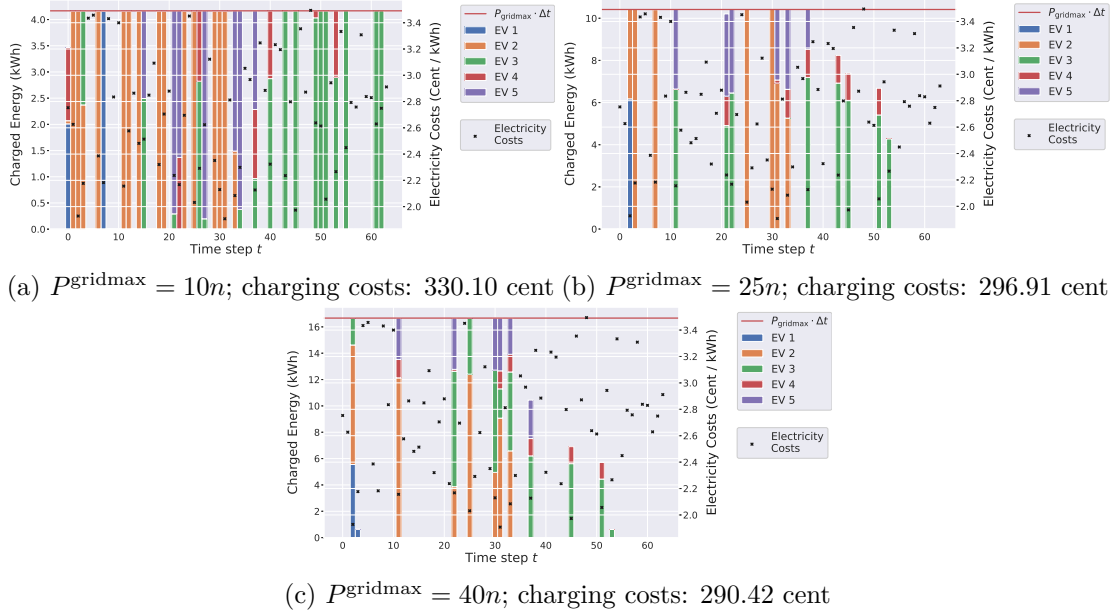 P_gridmax · Δt
EV 1
EV 2
EV 3
EV 4
EV 5
Electricity
Costs
Charged Energy (kWh)
4.0
3.5
3.0
2.5
2.0
1.5
1.0
0.5
0.0
3.4
3.2
3.0
2.8
2.6
2.4
2.2
2.0
Electricity Costs (Cent / kWh)
0 10 20 30 40 50 60
Time step t
P_gridmax · Δt
EV 1
EV 2
EV 3
EV 4
EV 5
Electricity
Costs
Charged Energy (kWh)
10
8
6
4
2
0
3.4
3.2
3.0
2.8
2.6
2.4
2.2
2.0
Electricity Costs (Cent / kWh)
0 10 20 30 40 50 60
Time step t
(a) P^gridmax = 10n; charging costs: 330.10 cent (b) P^gridmax = 25n; charging costs: 296.91 cent
P_gridmax · Δt
EV 1
EV 2
EV 3
EV 4
EV 5
Electricity
Costs
Charged Energy (kWh)
16
14
12
10
8
6
4
2
0
3.4
3.2
3.0
2.8
2.6
2.4
2.2
2.0
Electricity Costs (Cent / kWh)
0 10 20 30 40 50 60
Time step t
(c) P^gridmax = 40n; charging costs: 290.42 cent